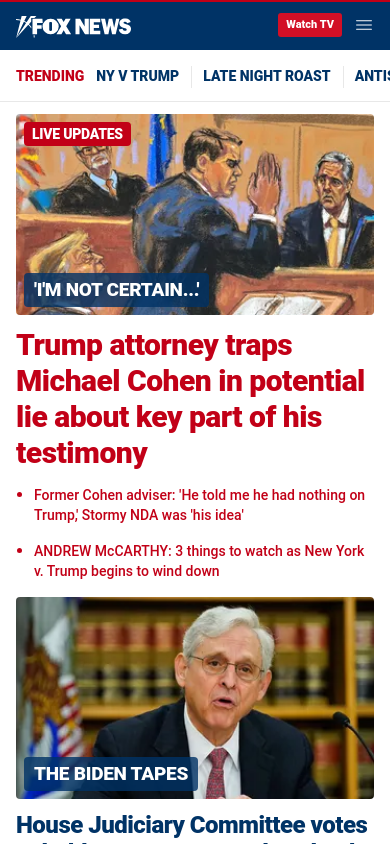 FOX NEWS
Watch TV
TRENDING NY V TRUMP LATE NIGHT ROAST
LIVE UPDATES
'I'M NOT CERTAIN...'
Trump attorney traps
Michael Cohen in potential
lie about key part of his
testimony
• Former Cohen adviser: 'He told me he had nothing on
Trump,' Stormy NDA was 'his idea'
• ANDREW McCARTHY: 3 things to watch as New York
v. Trump begins to wind down
THE BIDEN TAPES
House Judiciary Committee votes